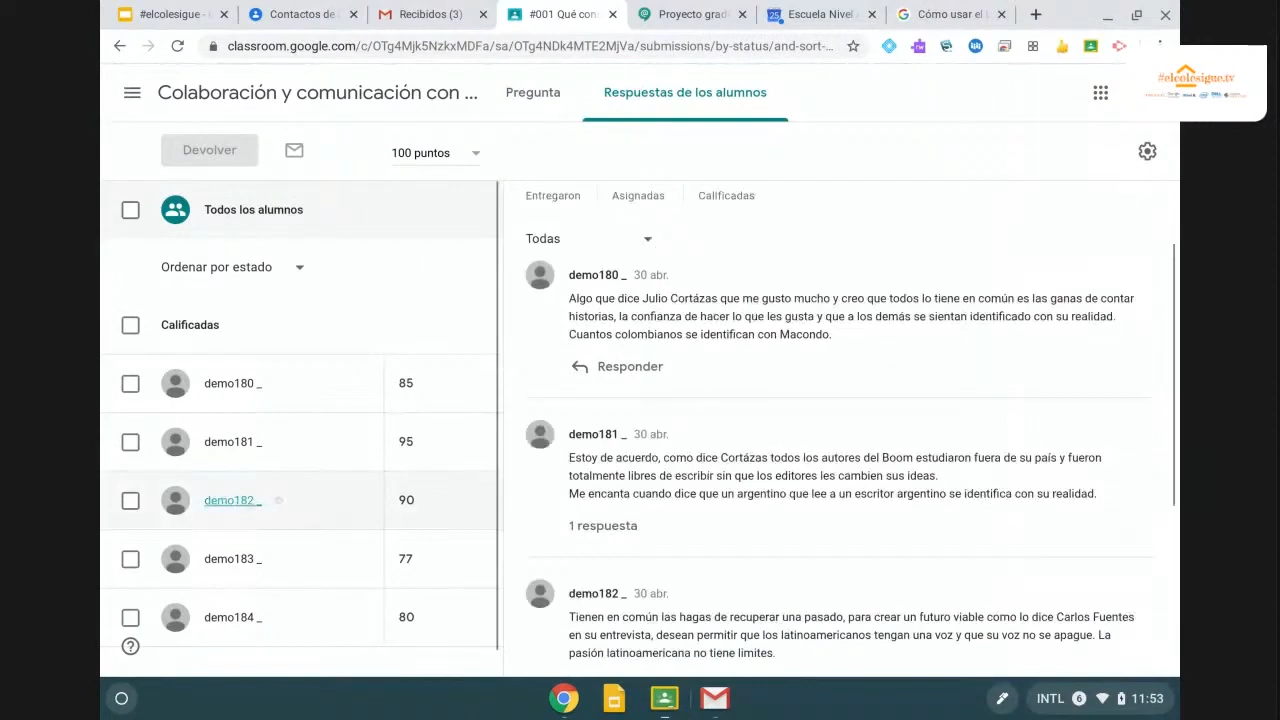 #elcolesigue -
Contactos de
Recibidos (3)
#001 Qué con
Proyecto grad
25
Escuela Nivel
Cómo usar el
classroom.google.com/c/OTg4Mjk5NzkxMDFa/sa/OTg4NDk4MTE2MjVa/submissions/by-status/and-sort-...
rw
#elcolesigue.tv
Colaboración y comunicación con ...
Pregunta
Respuestas de los alumnos
Devolver
100 puntos
Todos los alumnos
Ordenar por estado
Calificadas
demo180 _ 85
demo181 _ 95
demo182 _ 90
demo183 _ 77
demo184 _ 80
Entregaron
Asignadas
Calificadas
Todas
demo180 _ 30 abr.
Algo que dice Julio Cortázas que me gusto mucho y creo que todos lo tiene en común es las ganas de contar
historias, la confianza de hacer lo que les gusta y que a los demás se sientan identificado con su realidad.
Cuantos colombianos se identifican con Macondo.
Responder
demo181 _ 30 abr.
Estoy de acuerdo, como dice Cortázas todos los autores del Boom estudiaron fuera de su país y fueron
totalmente libres de escribir sin que los editores les cambien sus ideas.
Me encanta cuando dice que un argentino que lee a un escritor argentino se identifica con su realidad.
1 respuesta
demo182 _ 30 abr.
Tienen en común las hagas de recuperar una pasado, para crear un futuro viable como lo dice Carlos Fuentes
en su entrevista, desean permitir que los latinoamericanos tengan una voz y que su voz no se apague. La
pasión latinoamericana no tiene limites.
INTL 6 11:53